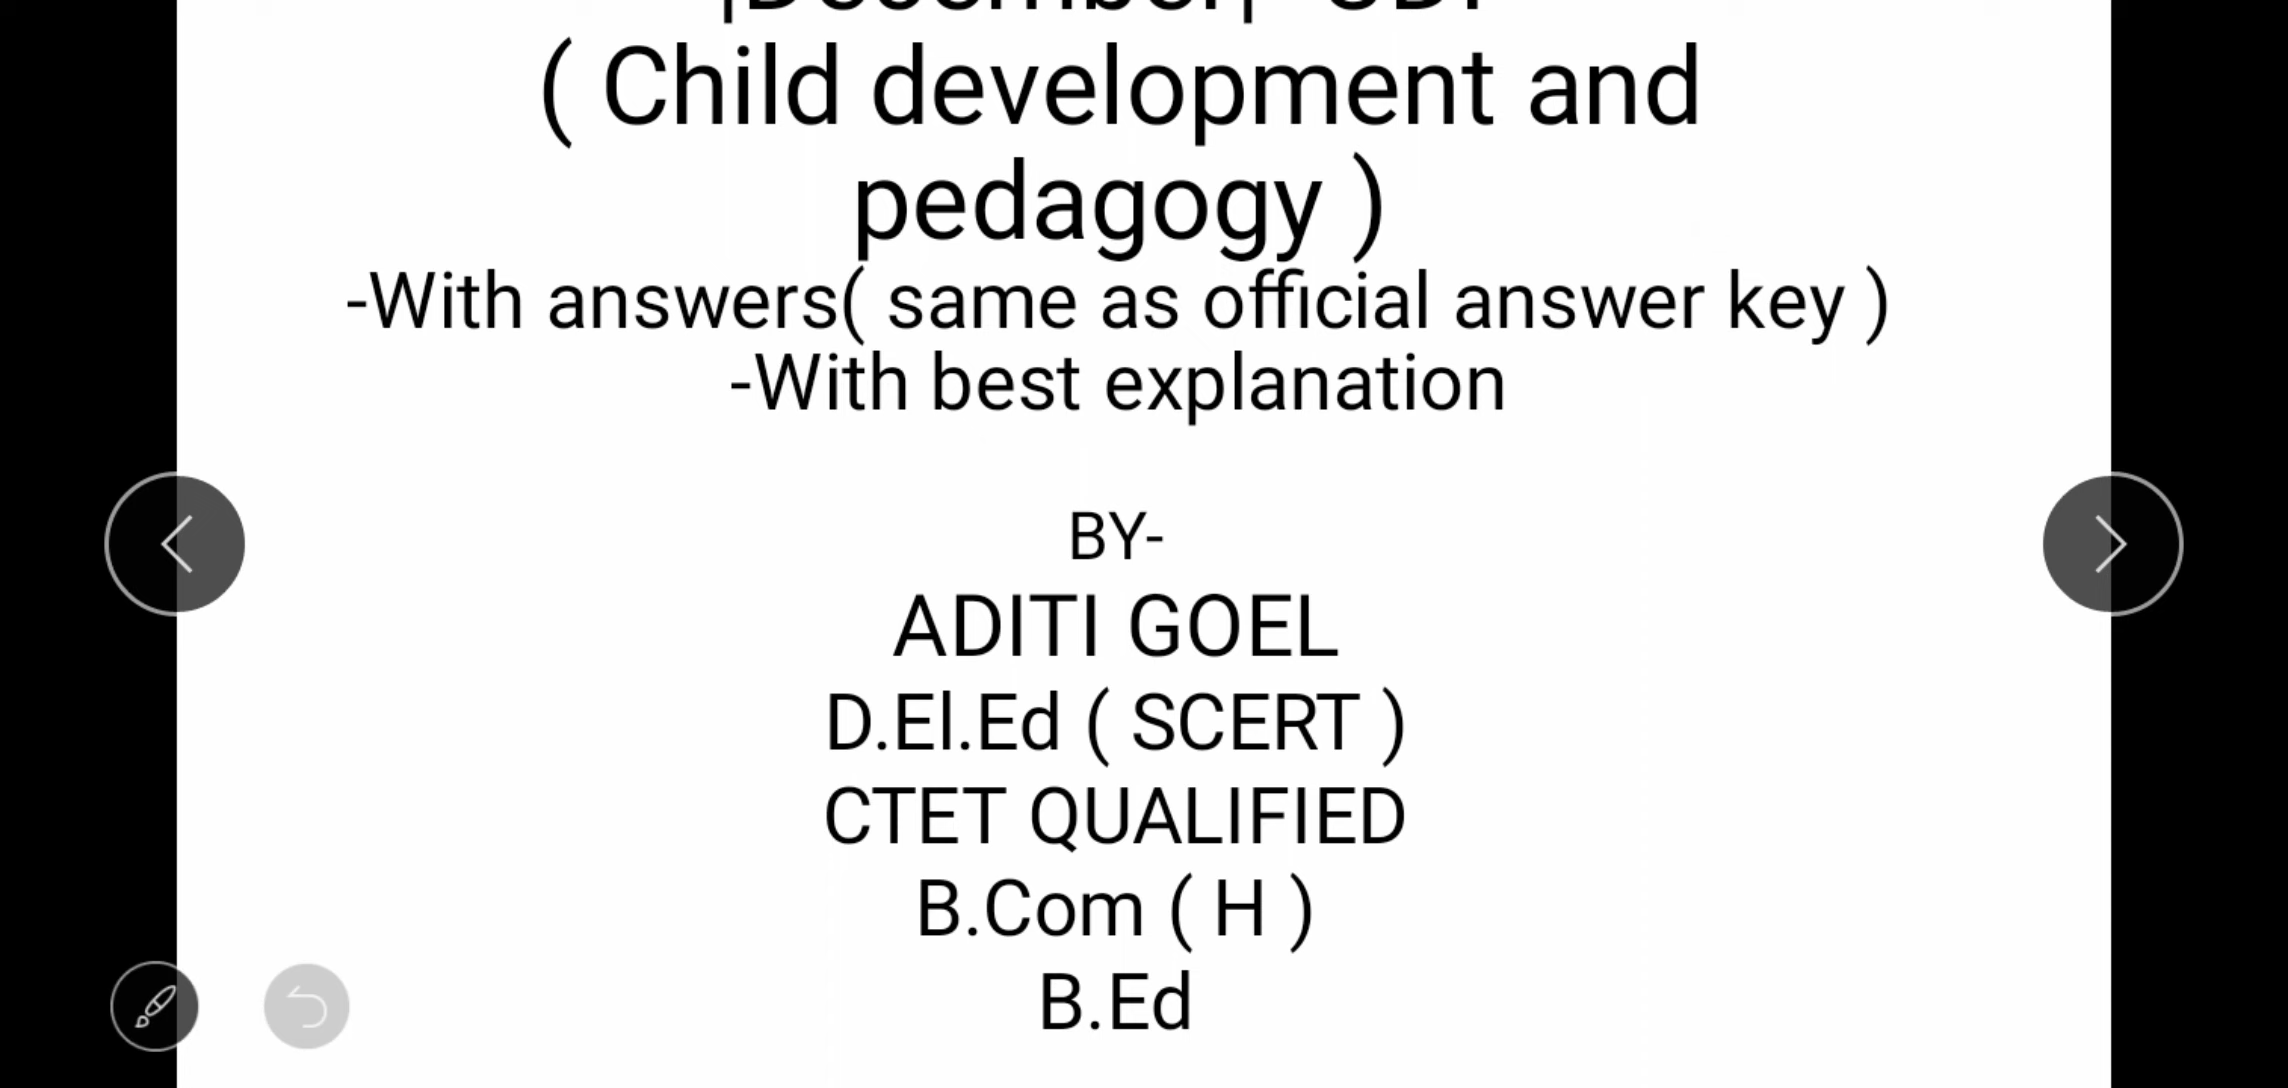 ( Child development and
pedagogy )
-With answers( same as official answer key )
-With best explanation
BY-
ADITI GOEL
D.El.Ed ( SCERT )
CTET QUALIFIED
B.Com ( H )
B.Ed